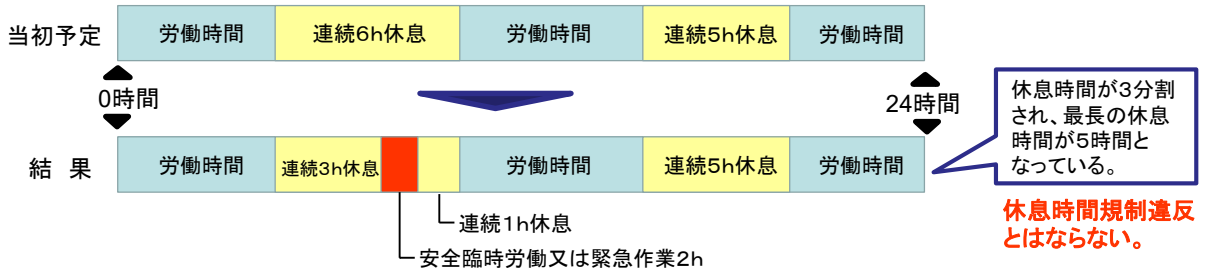 当初予定 労働時間 連続6h休息 労働時間 連続5h休息 労働時間
0時間 24時間
結 果 労働時間 連続3h休息 労働時間 連続5h休息 労働時間
連続1h休息
安全臨時労働又は緊急作業2h
休息時間が3分割
され、最長の休息
時間が5時間と
なっている。
休息時間規制違反
とはならない。